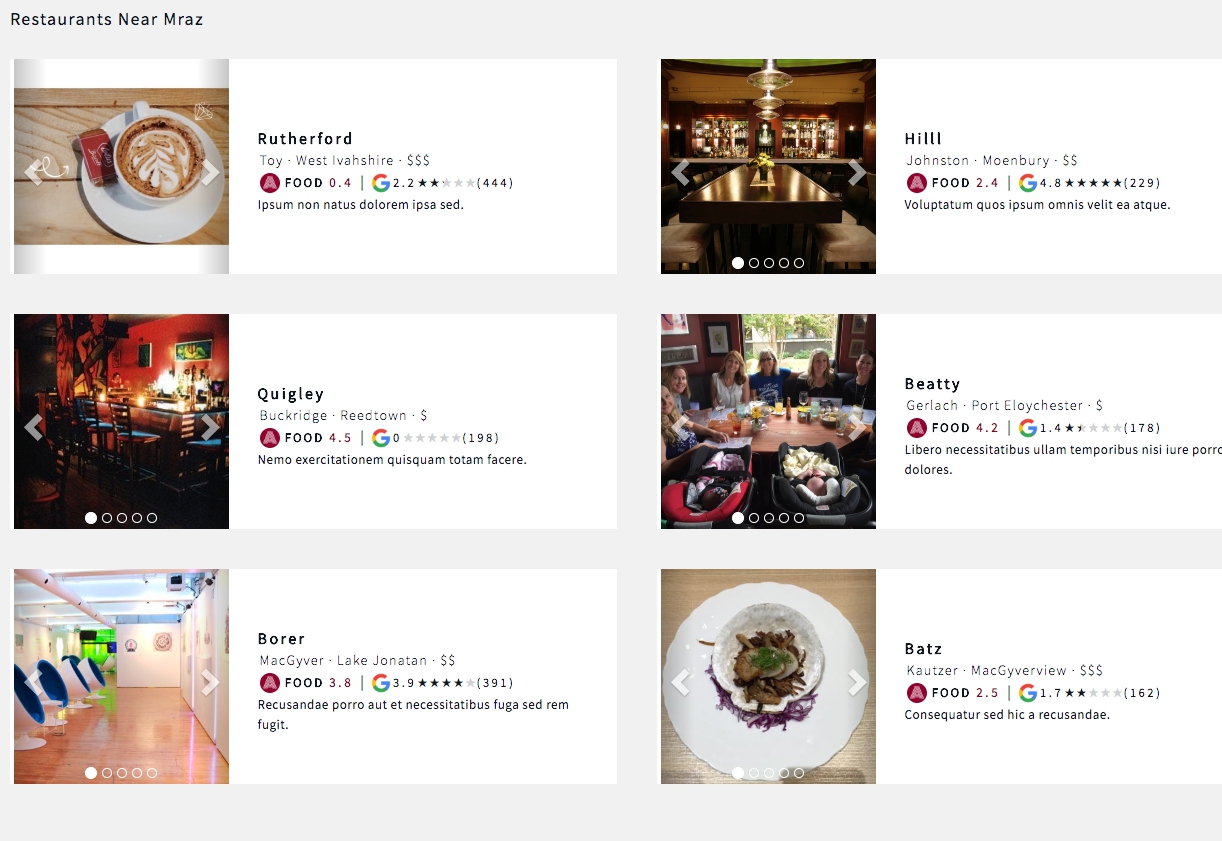 Restaurants Near Mraz
Rutherford
Toy · West Ivahshire · $$$
FOOD 0.4 | G 2.2 ★★★★★(444)
Ipsum non natus dolorem ipsa sed.
Hilll
Johnston · Moenbury · $$
FOOD 2.4 | G 4.8 ★★★★★(229)
Voluptatum quos ipsum omnis velit ea atque.
Quigley
Buckridge · Reedtown · $
FOOD 4.5 | G 0 ★★★★★(198)
Nemo exercitationem quisquam totam facere.
Beatty
Gerlach · Port Eloychester · $
FOOD 4.2 | G 1.4 ★★★★★(178)
Libero necessitatibus ullam temporibus nisi iure porro
dolores.
Borer
MacGyver · Lake Jonatan · $$
FOOD 3.8 | G 3.9 ★★★★★(391)
Recusandae porro aut et necessitatibus fuga sed rem
fugit.
Batz
Kautzer · MacGyverview · $$$
FOOD 2.5 | G 1.7 ★★★★★(162)
Consequatur sed hic a recusandae.